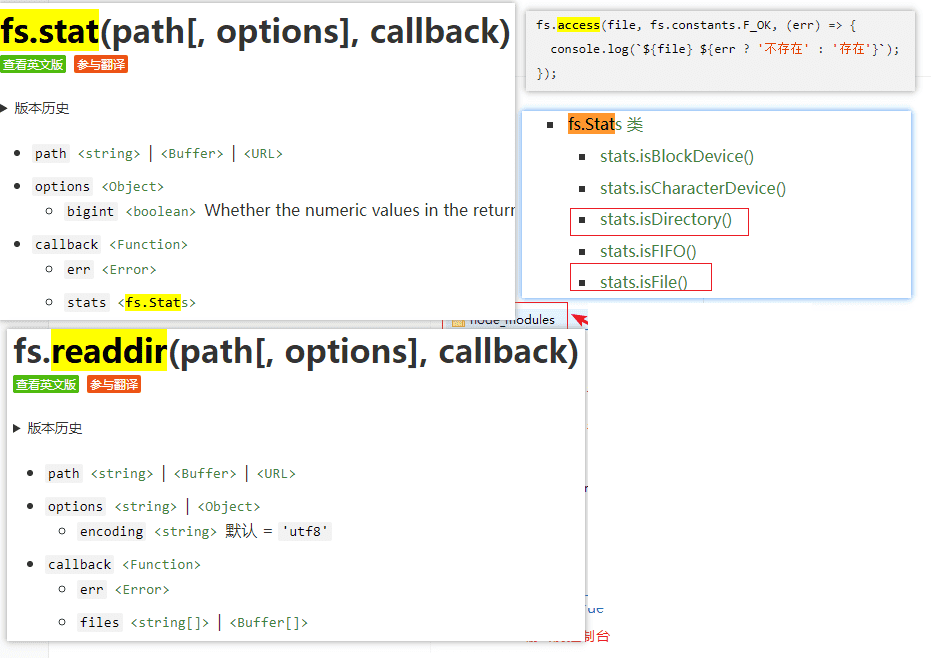 fs.stat(path[, options], callback)
查看英文版 参与翻译
▶ 版本历史
path <string> | <Buffer> | <URL>
options <Object>
bigint <boolean> Whether the numeric values in the return
callback <Function>
err <Error>
stats <fs.Stats>
fs.access(file, fs.constants.F_OK, (err) => {
console.log(`${file} ${err ? '不存在' : '存在'}`);
});
fs.Stats 类
stats.isBlockDevice()
stats.isCharacterDevice()
stats.isDirectory()
stats.isFIFO()
stats.isFile()
node_modules
fs.readdir(path[, options], callback)
查看英文版 参与翻译
▶ 版本历史
path <string> | <Buffer> | <URL>
options <string> | <Object>
encoding <string> 默认 = 'utf8'
callback <Function>
err <Error>
files <string[]> | <Buffer[]>
制台